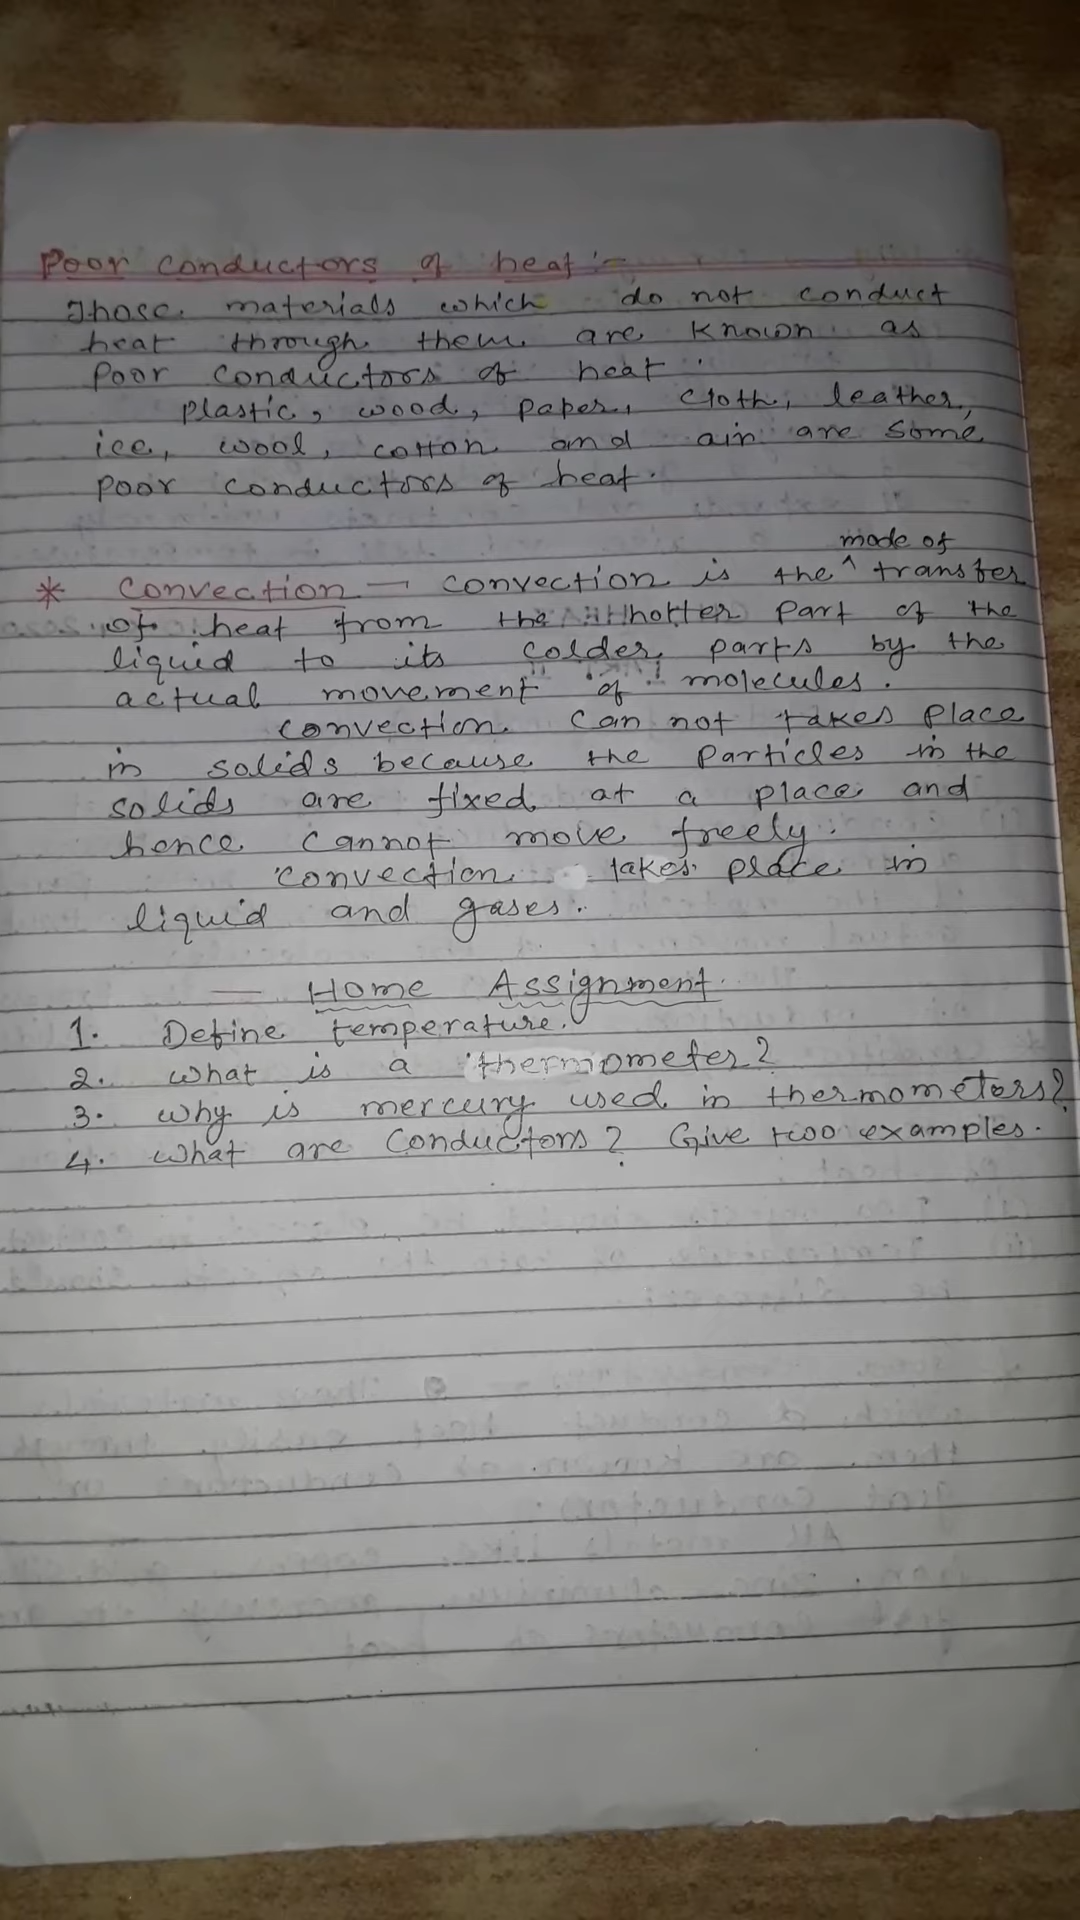 Poor conductors of heat :-
Those materials which do not conduct
heat through them are known as
poor conductors of heat.
Plastic, wood, paper, cloth, leather,
ice, wool, cotton and air are some
poor conductors of heat.
mode of
* Convection - convection is the ^ transfer
of heat from the hotter part of the
liquid to its colder parts by the
actual movement of molecules.
convection can not takes place
in solids because the particles in the
solids are fixed at a place and
hence cannot move freely.
convection takes place in
liquid and gases.
- Home Assignment.
1. Define temperature.
2. what is a thermometer?
3. why is mercury used in thermometers?
4. what are conductors? Give two examples.